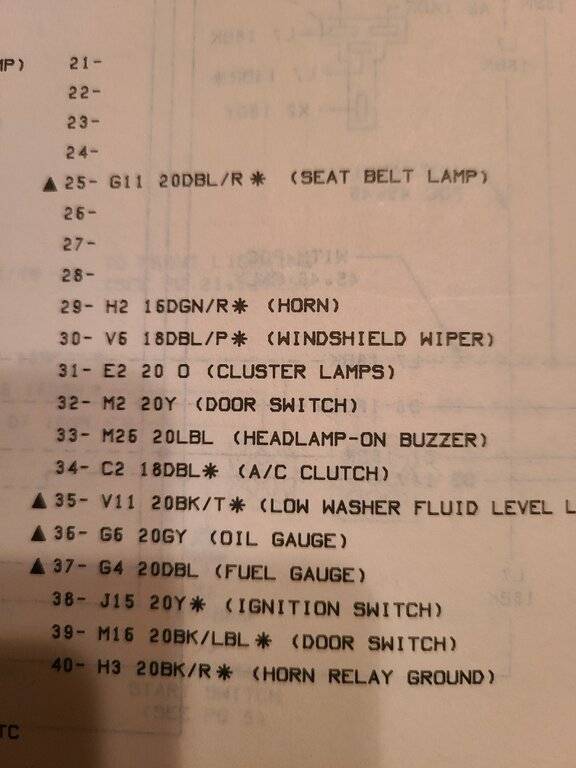 MP)
21-
22-
23-
24-
▲ 25- G11 20DBL/R* (SEAT BELT LAMP)
26-
27-
28-
29- H2 16DGN/R* (HORN)
30- V6 18DBL/P* (WINDSHIELD WIPER)
31- E2 20 O (CLUSTER LAMPS)
32- M2 20Y (DOOR SWITCH)
33- M26 20LBL (HEADLAMP-ON BUZZER)
34- C2 18DBL* (A/C CLUTCH)
▲ 35- V11 20BK/T* (LOW WASHER FLUID LEVEL L
▲ 36- G6 20GY (OIL GAUGE)
▲ 37- G4 20DBL (FUEL GAUGE)
38- J15 20Y* (IGNITION SWITCH)
39- M16 20BK/LBL* (DOOR SWITCH)
40- H3 20BK/R* (HORN RELAY GROUND)
TC